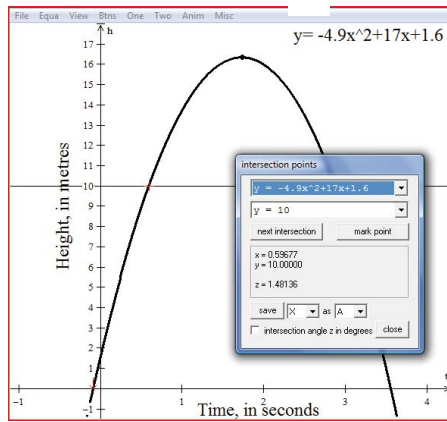 File Equa View Btns One Two Anim Misc
h
y= -4.9x^2+17x+1.6
17
16
15
14
13
12
11
10
9
8
7
6
5
4
3
2
1
-1
Height, in metres
intersection points
y = -4.9x^2+17x+1.6
y = 10
next intersection mark point
x = 0.59677
y = 10.00000
z = 1.48136
save X as A
intersection angle z in degrees close
-1 1 2 3 4
t
Time, in seconds